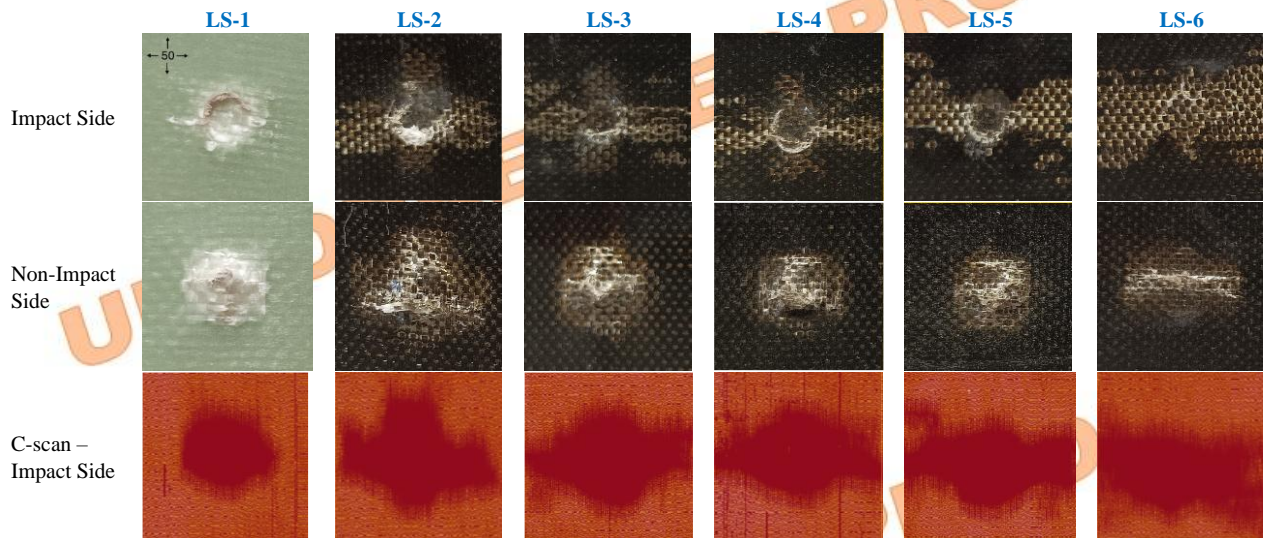 LS-1 LS-2 LS-3 LS-4 LS-5 LS-6
50
Impact Side
Non-Impact
Side
C-scan –
Impact Side